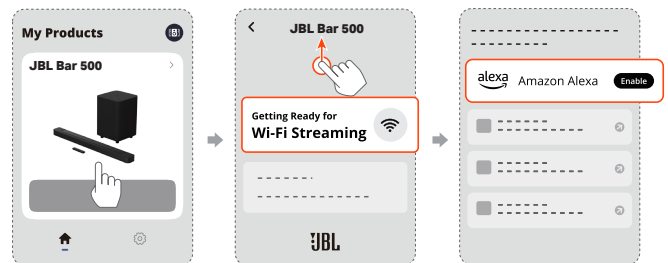 My Products
JBL Bar 500
JBL Bar 500
Getting Ready for
Wi-Fi Streaming
JBL
alexa
Amazon Alexa
Enable